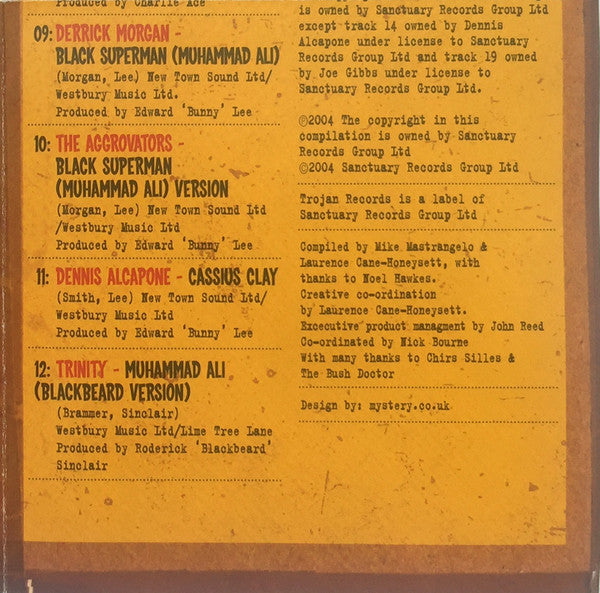 Produced by Charlie Ace
09: DERRICK MORGAN -
BLACK SUPERMAN (MUHAMMAD ALI)
(Morgan, Lee) New Town Sound Ltd/
Westbury Music Ltd.
Produced by Edward 'Bunny' Lee
10: THE AGGROVATORS -
BLACK SUPERMAN
(MUHAMMAD ALI) VERSION
(Morgan, Lee) New Town Sound Ltd
/Westbury Music Ltd
Produced by Edward 'Bunny' Lee
11: DENNIS ALCAPONE - CASSIUS CLAY
(Smith, Lee) New Town Sound Ltd/
Westbury Music Ltd
Produced by Edward 'Bunny' Lee
12: TRINITY - MUHAMMAD ALI
(BLACKBEARD VERSION)
(Brammer, Sinclair)
Westbury Music Ltd/Lime Tree Lane
Produced by Roderick 'Blackbeard'
Sinclair
is owned by Sanctuary Records Group Ltd
except track 14 owned by Dennis
Alcapone under license to Sanctuary
Records Group Ltd and track 19 owned
by Joe Gibbs under license to
Sanctuary Records Group Ltd.
℗2004 The copyright in this
compilation is owned by Sanctuary
Records Group Ltd
©2004 Sanctuary Records Group Ltd
Trojan Records is a label of
Sanctuary Records Group Ltd
Compiled by Mike Mastrangelo &
Laurence Cane-Honeysett, with
thanks to Noel Hawkes.
Creative co-ordination
by Laurence Cane-Honeysett.
Excecutive product managment by John Reed
Co-ordinated by Nick Bourne
With many thanks to Chirs Silles &
The Bush Doctor
Design by: mystery.co.uk